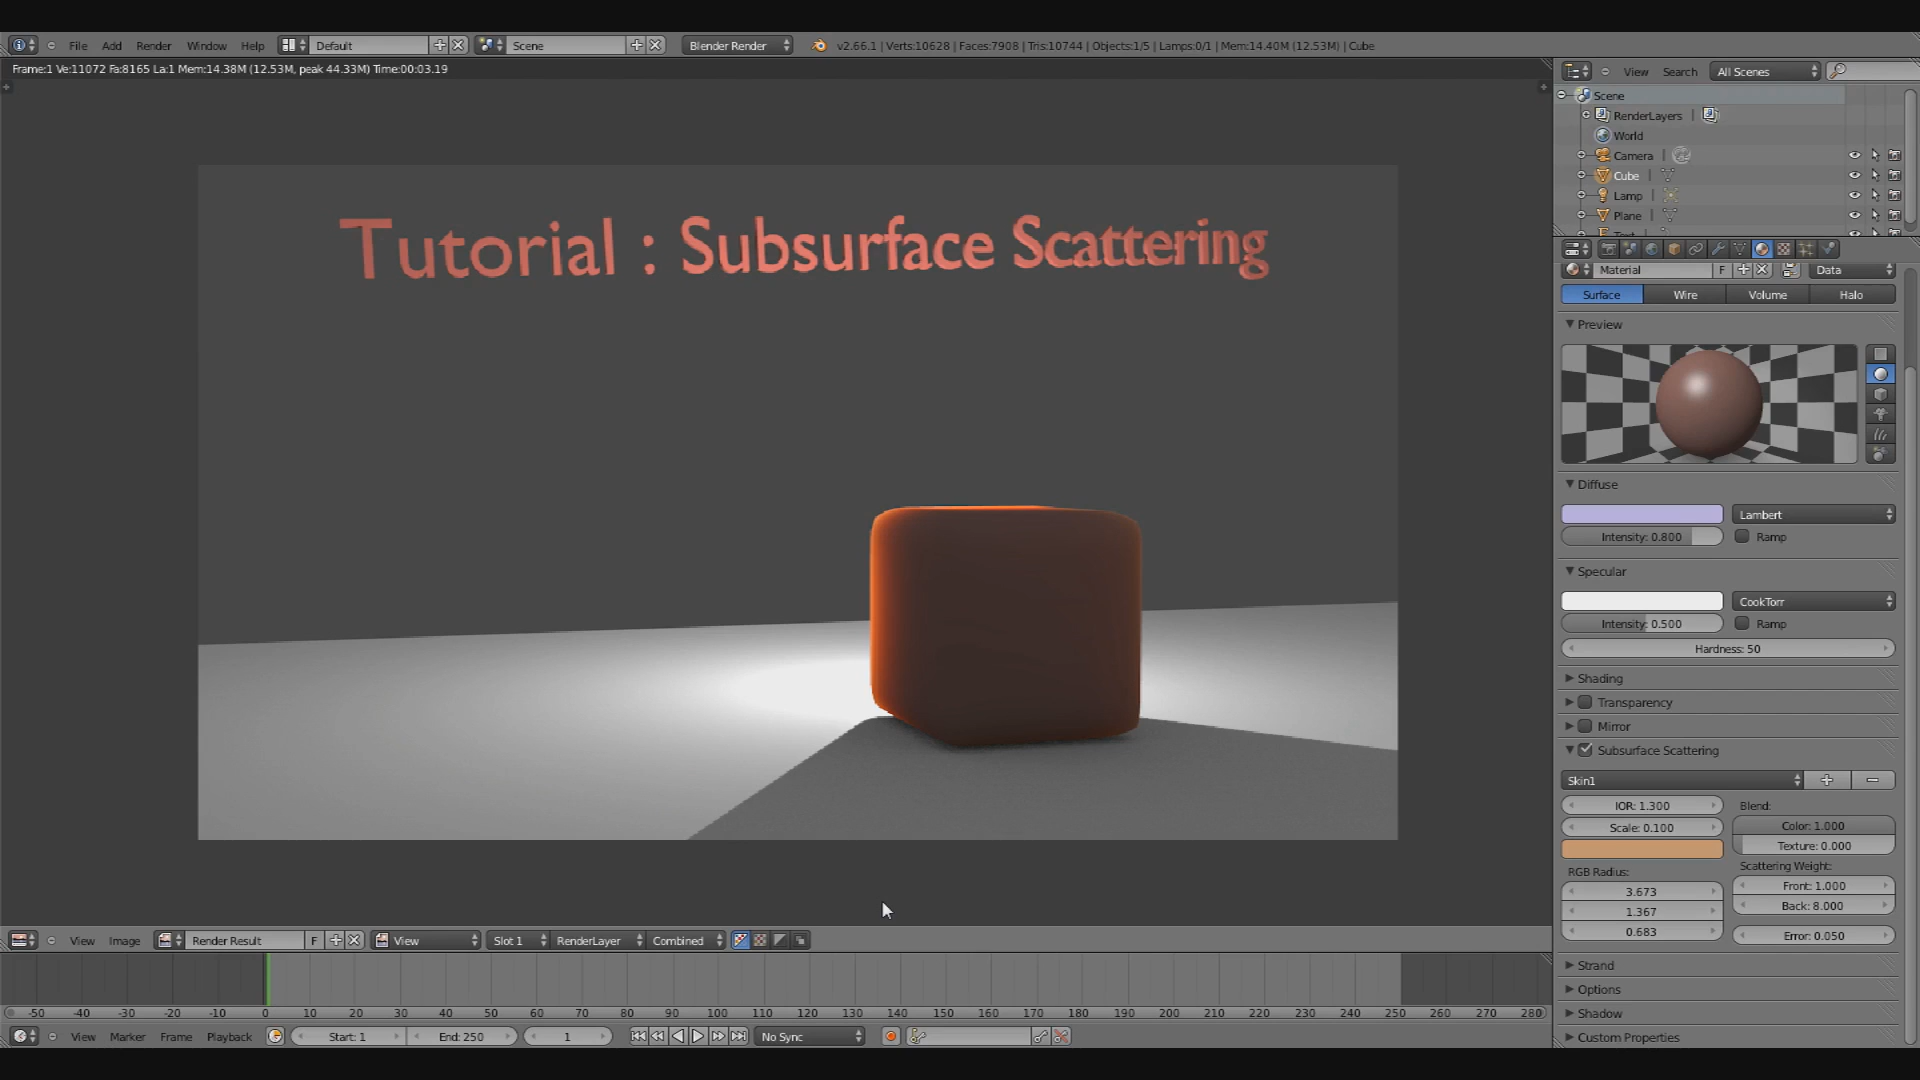 File Add Render Window Help Default Scene Blender Render v2.66.1 | Verts:10628 | Faces:7908 | Tris:10744 | Objects:1/5 | Lamps:0/1 | Mem:14.40M (12.53M) | Cube
Frame:1 Ve:11072 Fa:8165 La:1 Mem:14.38M (12.53M, peak 44.33M) Time:00:03.19
Tutorial : Subsurface Scattering
View Search All Scenes
Scene
RenderLayers
World
Camera
Cube
Lamp
Plane
Material F Data
Surface Wire Volume Halo
Preview
Diffuse
Lambert
Intensity: 0.800 Ramp
Specular
CookTorr
Intensity: 0.500 Ramp
Hardness: 50
Shading
Transparency
Mirror
Subsurface Scattering
Skin1
IOR: 1.300 Blend:
Scale: 0.100 Color: 1.000
Texture: 0.000
RGB Radius: Scattering Weight:
3.673 Front: 1.000
1.367 Back: 8.000
0.683 Error: 0.050
Strand
Options
Shadow
Custom Properties
View Image Render Result F View Slot 1 RenderLayer Combined
-50 -40 -30 -20 -10 0 10 20 30 40 50 60 70 80 90 100 110 120 130 140 150 160 170 180 190 200 210 220 230 240 250 260 270 280
View Marker Frame Playback Start: 1 End: 250 1 No Sync